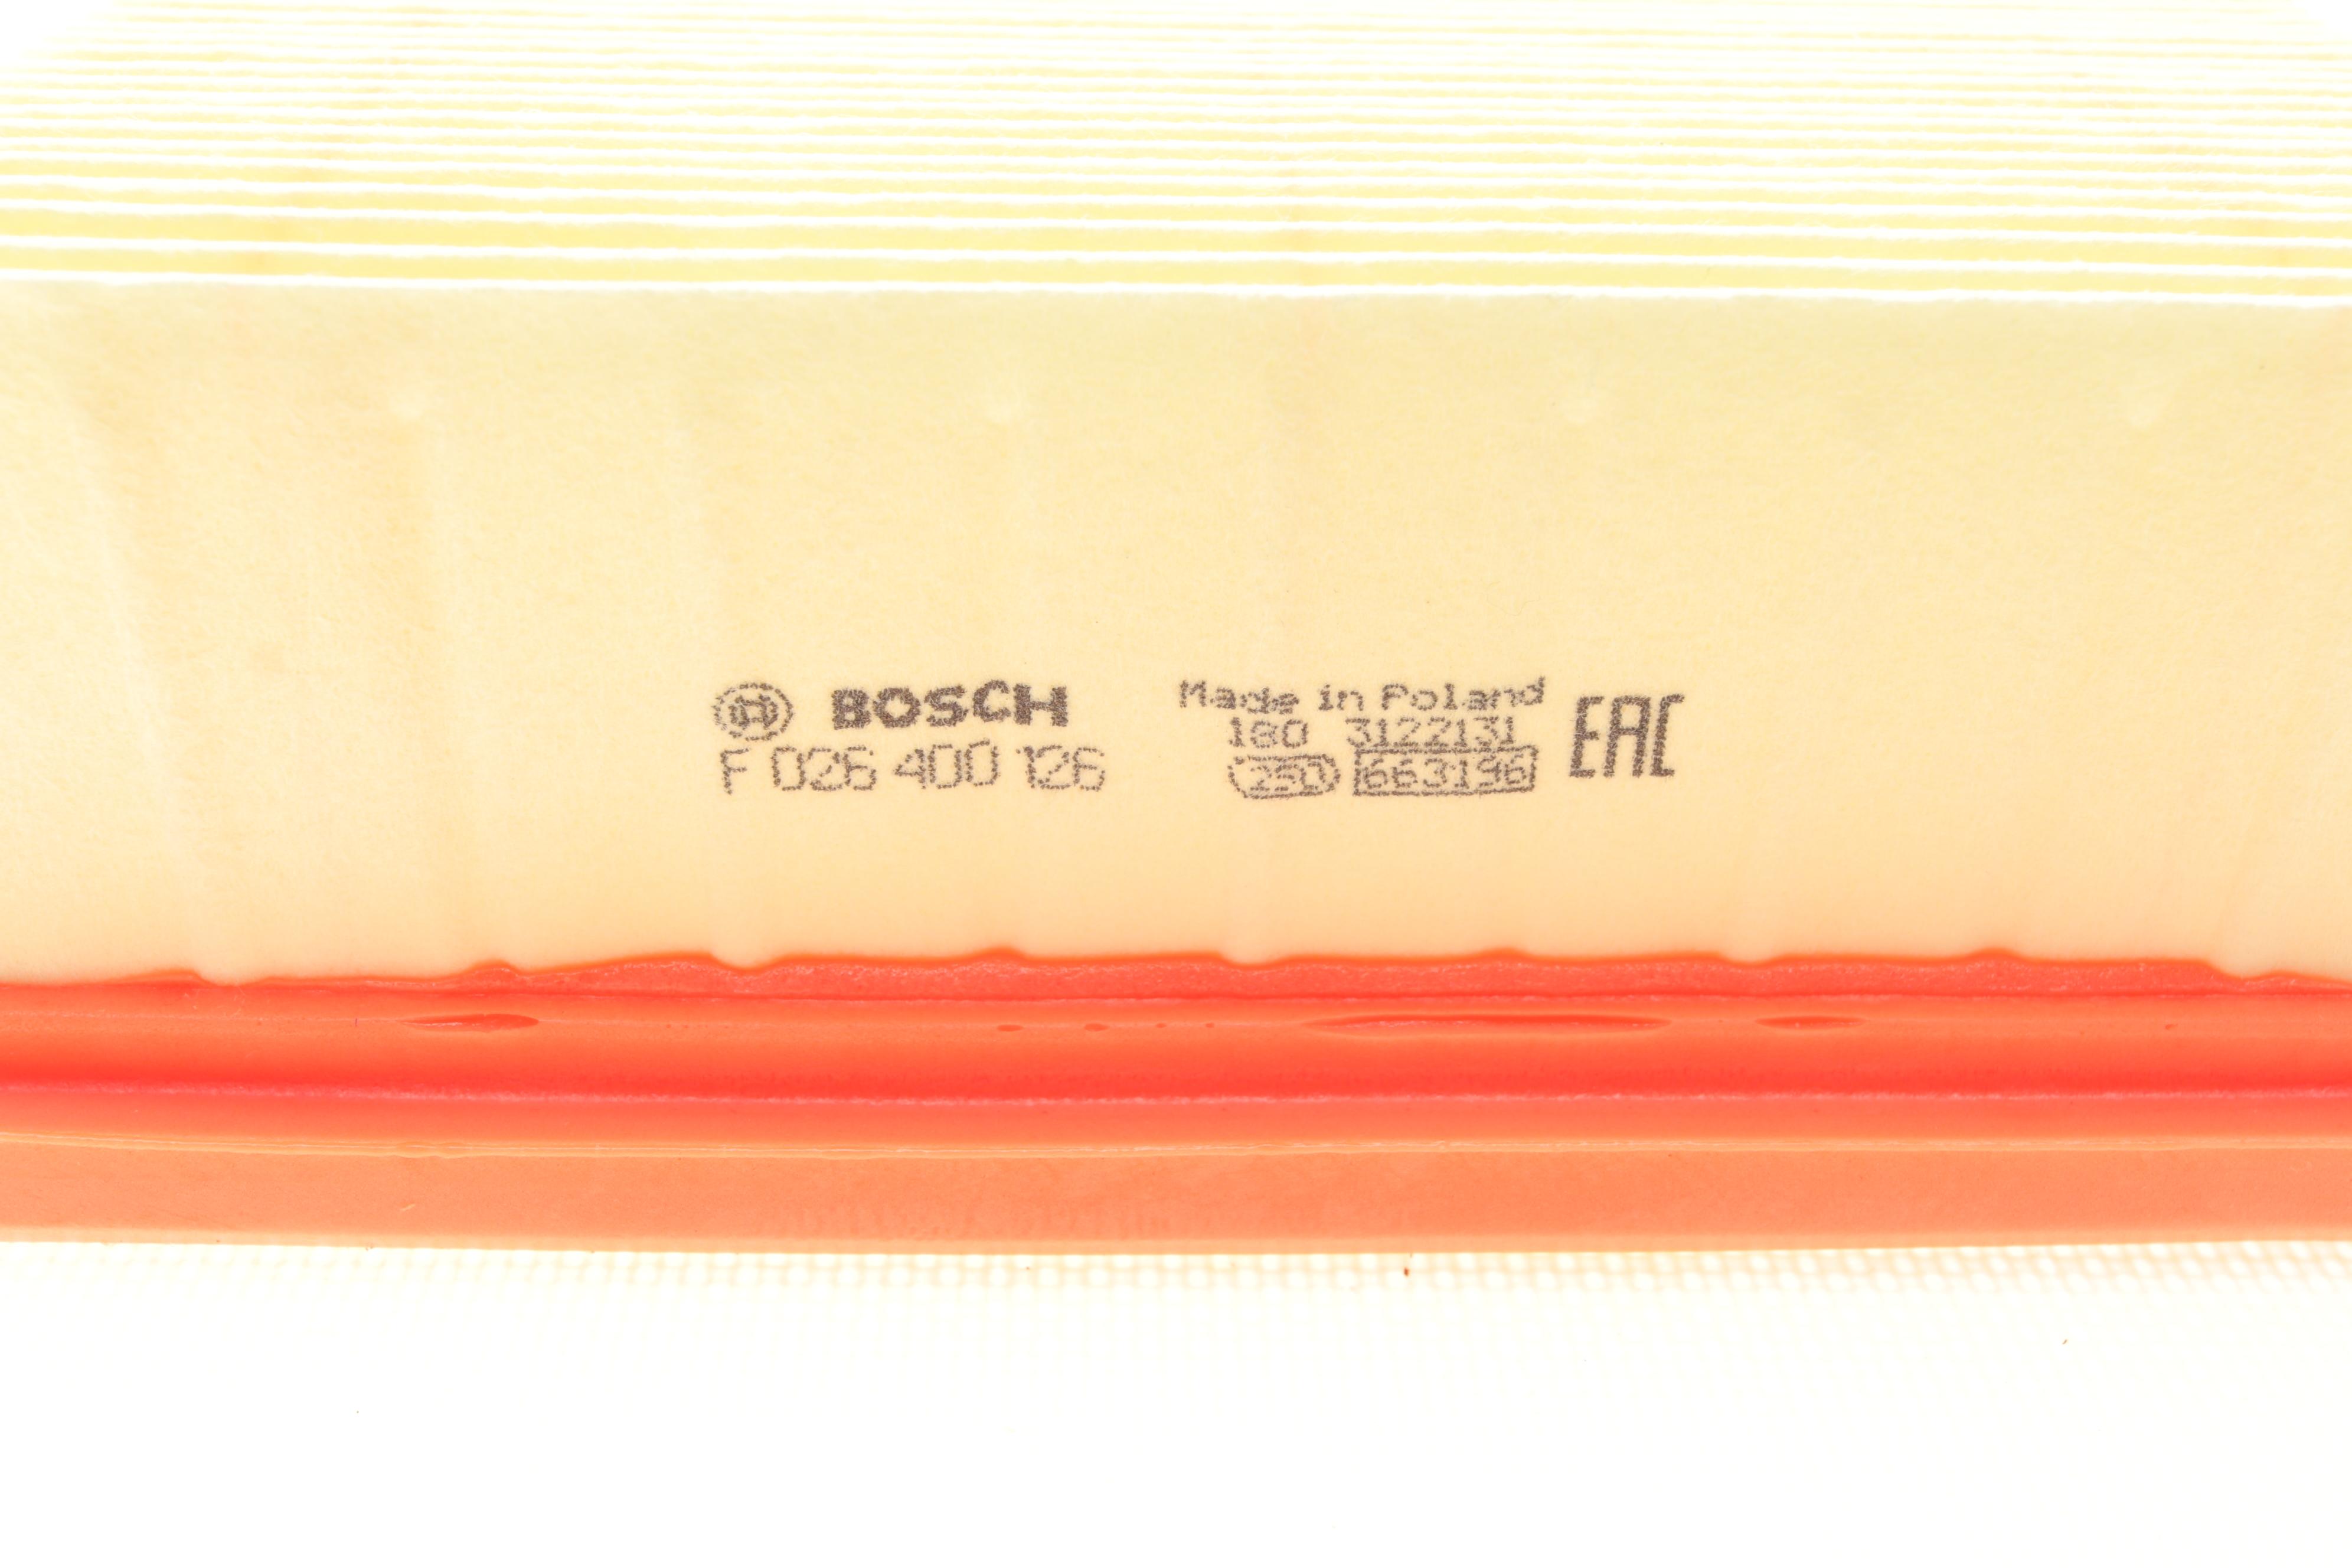 BOSCH
F 026 400 126
Made in Poland
180 3122131
250 663196
EAC